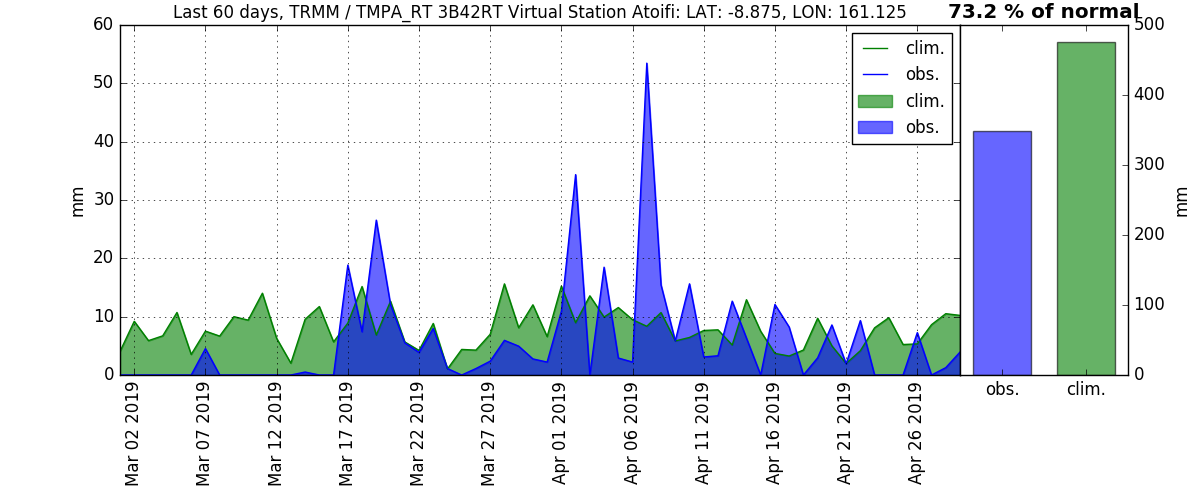 Last 60 days, TRMM / TMPA_RT 3B42RT Virtual Station Atoifi: LAT: -8.875, LON: 161.125
73.2 % of normal
60
50
40
30
20
10
0
mm
clim.
obs.
clim.
obs.
500
400
300
200
100
0
mm
obs.
clim.
Mar 02 2019
Mar 07 2019
Mar 12 2019
Mar 17 2019
Mar 22 2019
Mar 27 2019
Apr 01 2019
Apr 06 2019
Apr 11 2019
Apr 16 2019
Apr 21 2019
Apr 26 2019